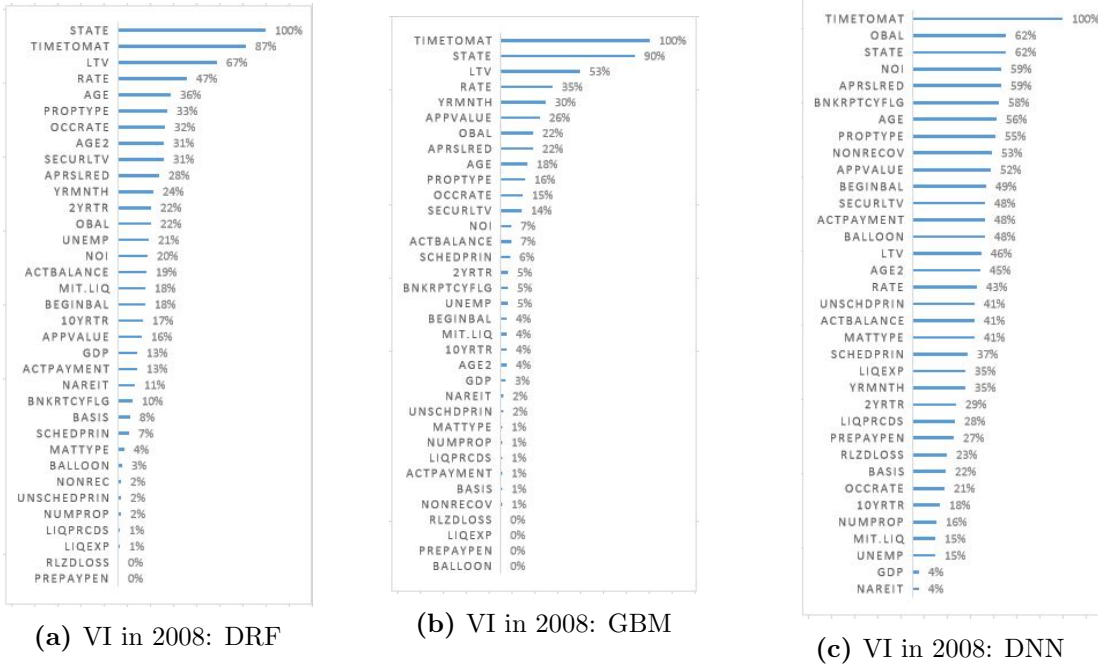 STATE 100%
TIMETOMAT 87%
LTV 67%
RATE 47%
AGE 36%
PROPTYPE 33%
OCCRATE 32%
AGE2 31%
SECURLTV 31%
APRSLRED 28%
YRMNTH 24%
2YRTR 22%
OBAL 22%
UNEMP 21%
NOI 20%
ACTBALANCE 19%
MIT.LIQ 18%
BEGINBAL 18%
10YRTR 17%
APPVALUE 16%
GDP 13%
ACTPAYMENT 13%
NAREIT 11%
BNKRTCYFLG 10%
BASIS 8%
SCHEDPRIN 7%
MATTYPE 4%
BALLOON 3%
NONREC 2%
UNSCHEDPRIN 2%
NUMPROP 2%
LIQPRCDS 1%
LIQEXP 1%
RLZDLOSS 0%
PREPAYPEN 0%
(a) VI in 2008: DRF
TIMETOMAT 100%
STATE 90%
LTV 53%
RATE 35%
YRMNTH 30%
APPVALUE 26%
OBAL 22%
APRSLRED 22%
AGE 18%
PROPTYPE 16%
OCCRATE 15%
SECURLTV 14%
NOI 7%
ACTBALANCE 7%
SCHEDPRIN 6%
2YRTR 5%
BNKRPTCYFLG 5%
UNEMP 5%
BEGINBAL 4%
MIT.LIQ 4%
10YRTR 4%
AGE2 4%
GDP 3%
NAREIT 2%
UNSCHDPRIN 2%
MATTYPE 1%
NUMPROP 1%
LIQPRCDS 1%
ACTPAYMENT 1%
BASIS 1%
NONRECOV 1%
RLZDLOSS 0%
LIQEXP 0%
PREPAYPEN 0%
BALLOON 0%
(b) VI in 2008: GBM
TIMETOMAT 100%
OBAL 62%
STATE 62%
NOI 59%
APRSLRED 59%
BNKRPTCYFLG 58%
AGE 56%
PROPTYPE 55%
NONRECOV 53%
APPVALUE 52%
BEGINBAL 49%
SECURLTV 48%
ACTPAYMENT 48%
BALLOON 48%
LTV 46%
AGE2 45%
RATE 43%
UNSCHDPRIN 41%
ACTBALANCE 41%
MATTYPE 41%
SCHEDPRIN 37%
LIQEXP 35%
YRMNTH 35%
2YRTR 29%
LIQPRCDS 28%
PREPAYPEN 27%
RLZDLOSS 23%
BASIS 22%
OCCRATE 21%
10YRTR 18%
NUMPROP 16%
MIT.LIQ 15%
UNEMP 15%
GDP 4%
NAREIT 4%
(c) VI in 2008: DNN